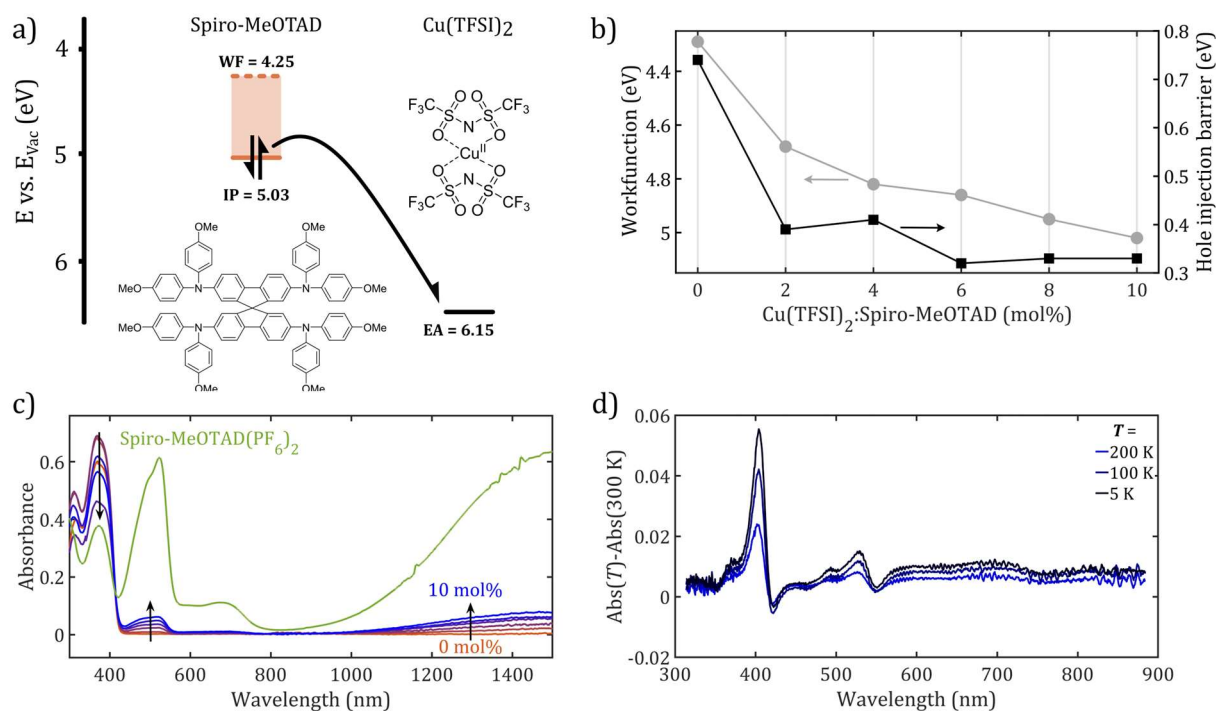 a)
Spiro-MeOTAD
Cu(TFSI)2
E vs. EVac (eV)
4
5
6
WF = 4.25
IP = 5.03
EA = 6.15
F3C
O
O
O
O
CF3
S
N
S
O
O
CuII
O
O
S
N
S
F3C
O
O
CF3
OMe
OMe
MeO
N
N
OMe
MeO
N
N
OMe
OMe
OMe
b)
Workfunction (eV)
4.4
4.6
4.8
5
Hole injection barrier (eV)
0.8
0.7
0.6
0.5
0.4
0.3
0
2
4
6
8
10
Cu(TFSI)2:Spiro-MeOTAD (mol%)
c)
Spiro-MeOTAD(PF6)2
Absorbance
0.6
0.4
0.2
0
10 mol%
0 mol%
400
600
800
1000
1200
1400
Wavelength (nm)
d)
Abs(T)-Abs(300 K)
0.06
0.04
0.02
0
-0.02
T =
200 K
100 K
5 K
300
400
500
600
700
800
900
Wavelength (nm)